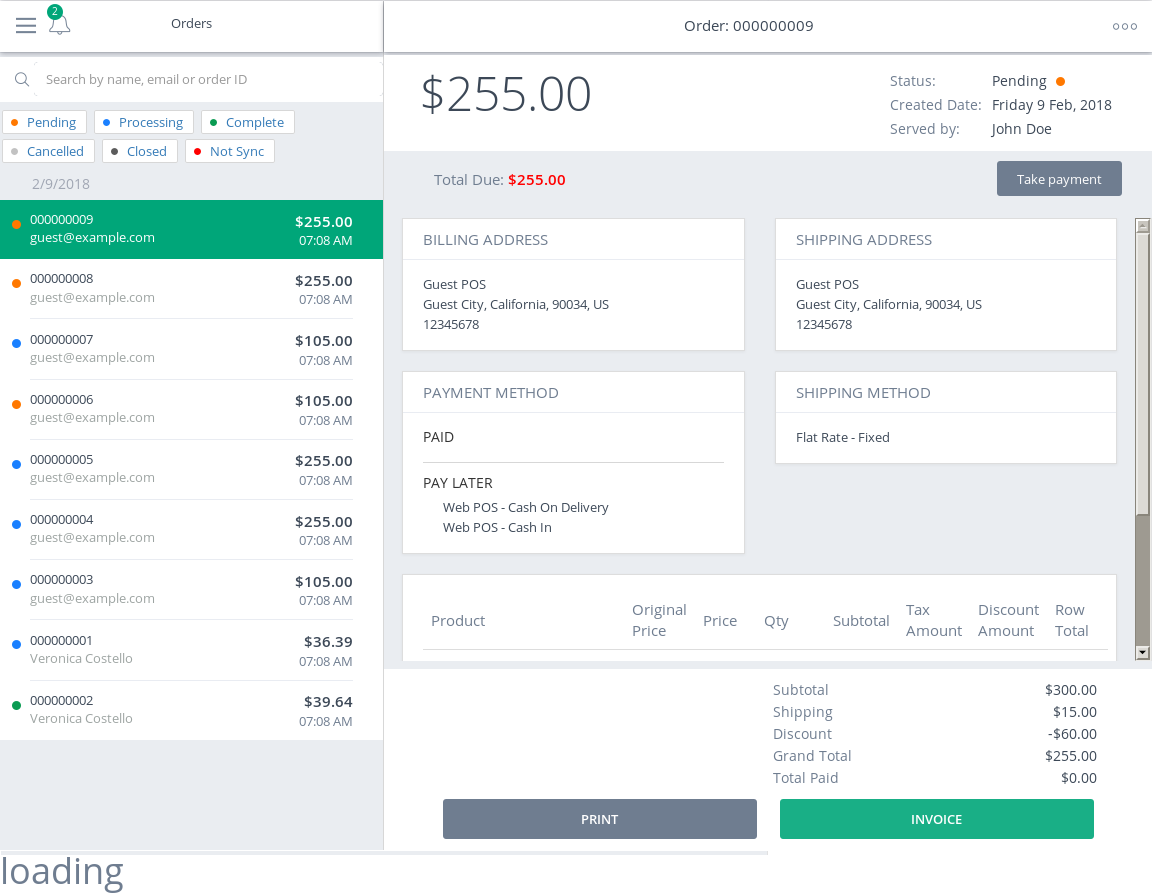 2
Orders
Search by name, email or order ID
Pending
Processing
Complete
Cancelled
Closed
Not Sync
2/9/2018
000000009 $255.00
guest@example.com 07:08 AM
000000008 $255.00
guest@example.com 07:08 AM
000000007 $105.00
guest@example.com 07:08 AM
000000006 $105.00
guest@example.com 07:08 AM
000000005 $255.00
guest@example.com 07:08 AM
000000004 $255.00
guest@example.com 07:08 AM
000000003 $105.00
guest@example.com 07:08 AM
000000001 $36.39
Veronica Costello 07:08 AM
000000002 $39.64
Veronica Costello 07:08 AM
Order: 000000009
$255.00
Status: Pending
Created Date: Friday 9 Feb, 2018
Served by: John Doe
Total Due: $255.00
Take payment
BILLING ADDRESS
Guest POS
Guest City, California, 90034, US
12345678
SHIPPING ADDRESS
Guest POS
Guest City, California, 90034, US
12345678
PAYMENT METHOD
PAID
PAY LATER
Web POS - Cash On Delivery
Web POS - Cash In
SHIPPING METHOD
Flat Rate - Fixed
Product
Original
Price
Price
Qty
Subtotal
Tax
Amount
Discount
Amount
Row
Total
Subtotal $300.00
Shipping $15.00
Discount -$60.00
Grand Total $255.00
Total Paid $0.00
PRINT
INVOICE
loading